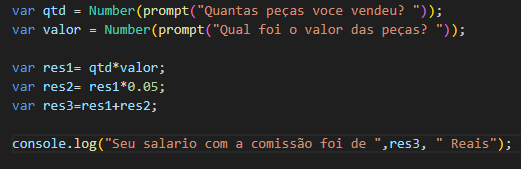 var qtd = Number(prompt("Quantas peças voce vendeu? "));
var valor = Number(prompt("Qual foi o valor das peças? "));
var res1= qtd*valor;
var res2= res1*0.05;
var res3=res1+res2;
console.log("Seu salario com a comissão foi de ",res3, " Reais");